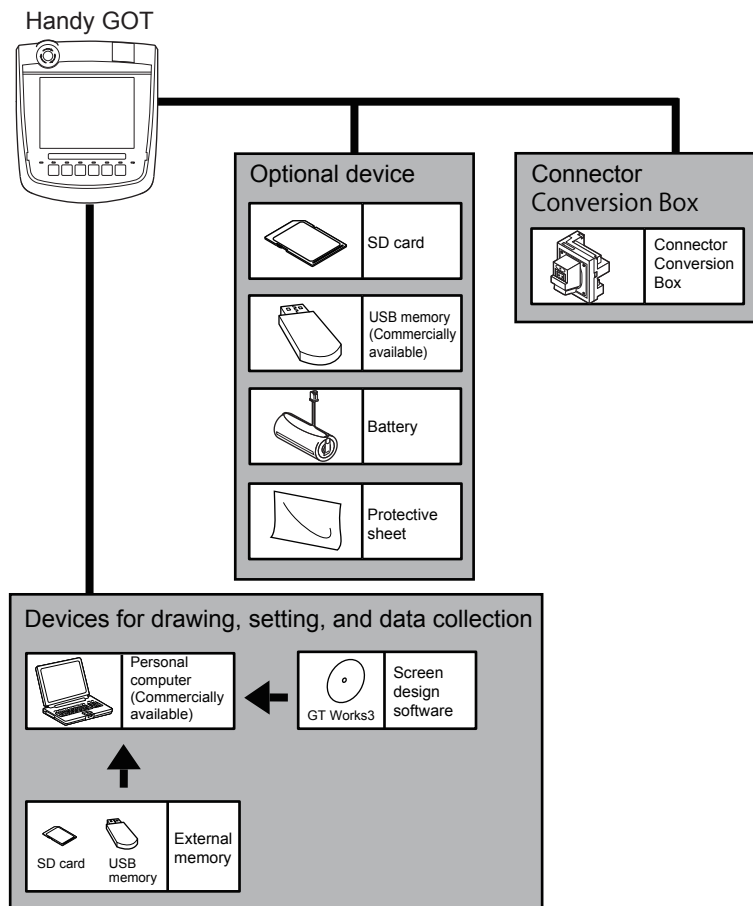 Handy GOT
Optional device
SD card
USB memory
(Commercially
available)
Battery
Protective
sheet
Connector
Conversion Box
Connector
Conversion
Box
Devices for drawing, setting, and data collection
Personal
computer
(Commercially
available)
GT Works3
Screen
design
software
SD card
USB
memory
External
memory